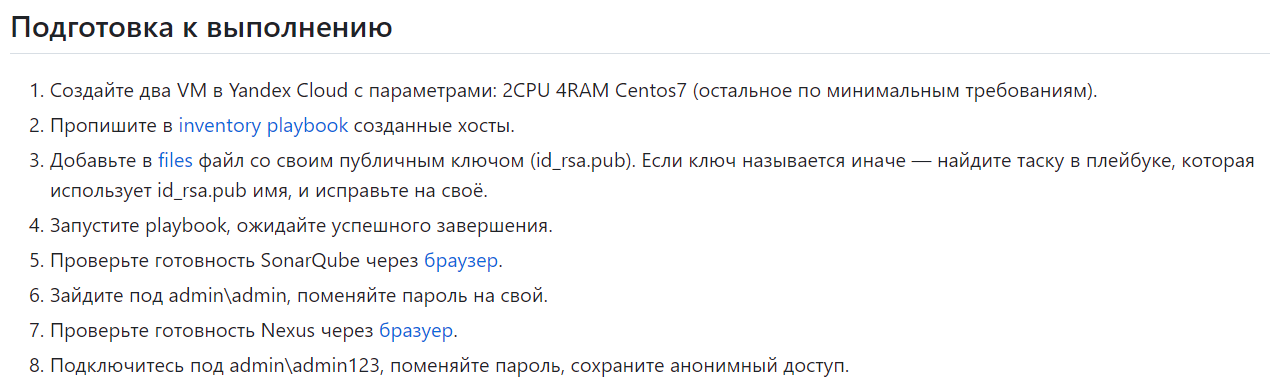 Подготовка к выполнению
1. Создайте два VM в Yandex Cloud с параметрами: 2CPU 4RAM Centos7 (остальное по минимальным требованиям).
2. Пропишите в inventory playbook созданные хосты.
3. Добавьте в files файл со своим публичным ключом (id_rsa.pub). Если ключ называется иначе — найдите таску в плейбуке, которая
использует id_rsa.pub имя, и исправьте на своё.
4. Запустите playbook, ожидайте успешного завершения.
5. Проверьте готовность SonarQube через браузер.
6. Зайдите под admin\admin, поменяйте пароль на свой.
7. Проверьте готовность Nexus через бразуер.
8. Подключитесь под admin\admin123, поменяйте пароль, сохраните анонимный доступ.